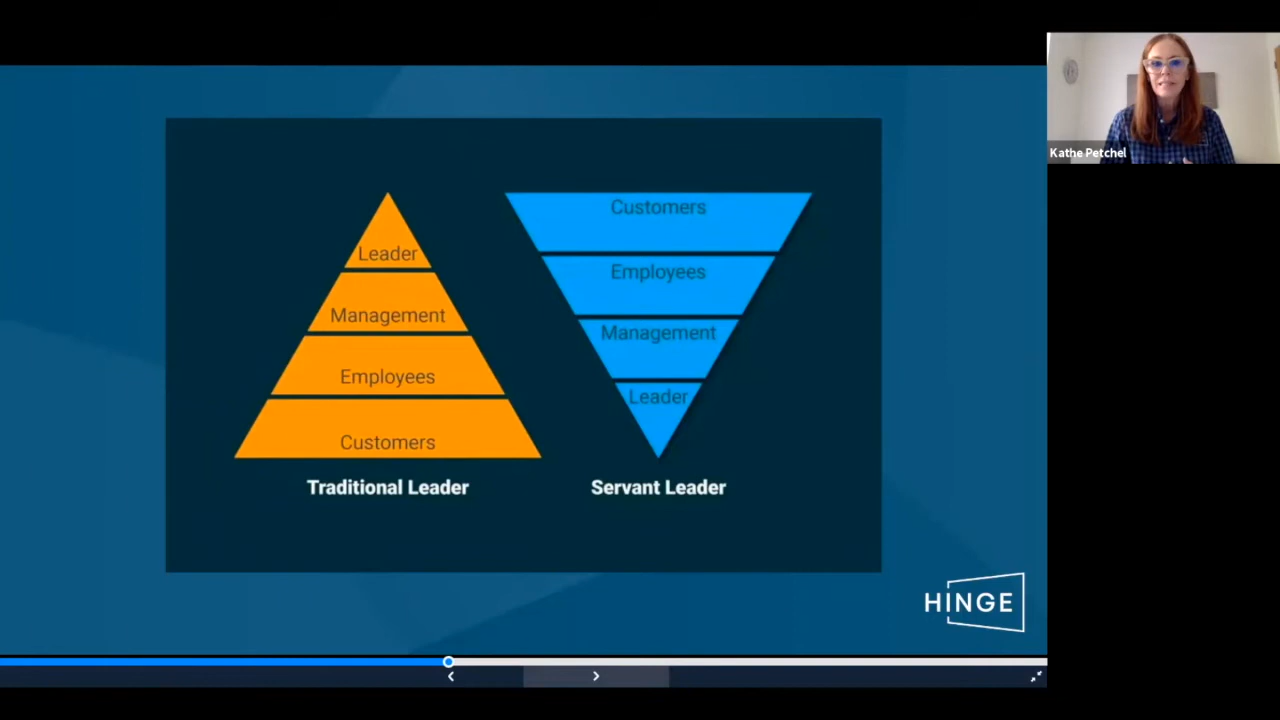 Leader
Management
Employees
Customers
Traditional Leader
Customers
Employees
Management
Leader
Servant Leader
HINGE
Kathe Petchel